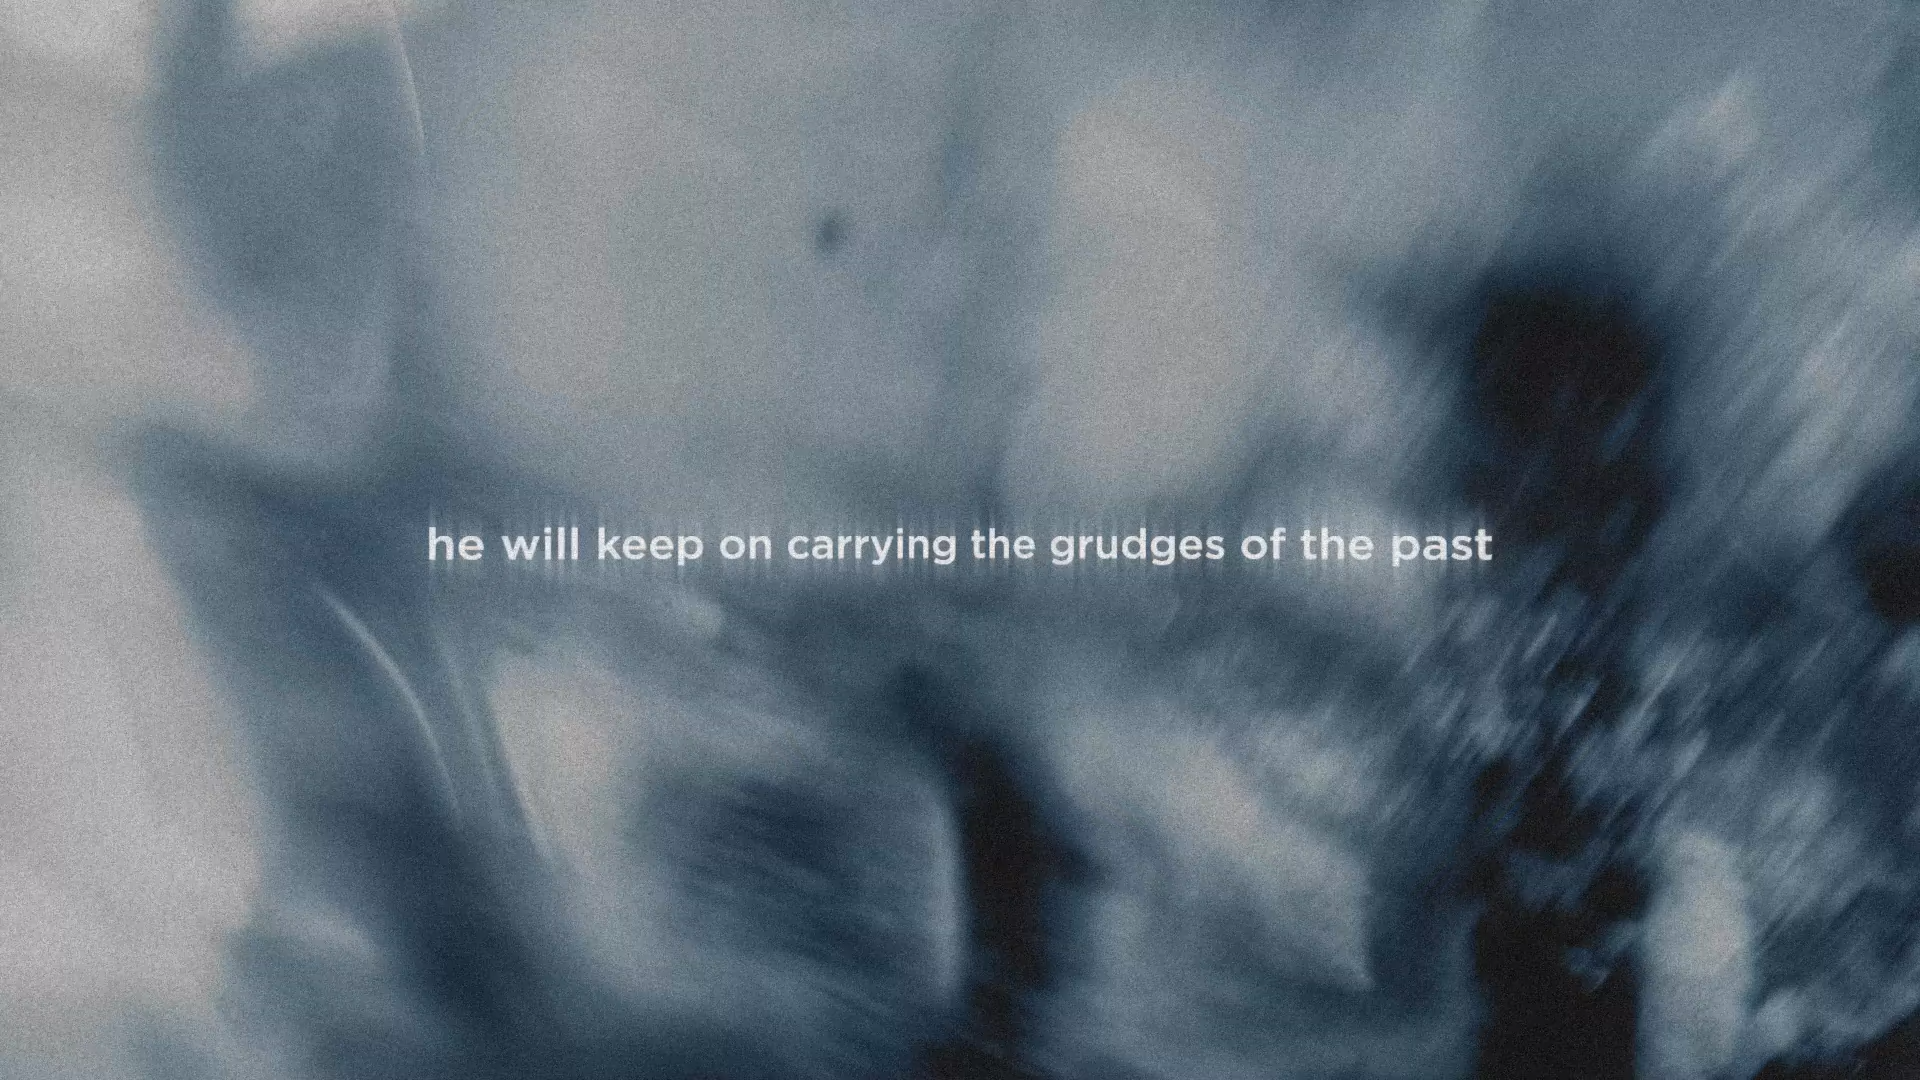 he will keep on carrying the grudges of the past